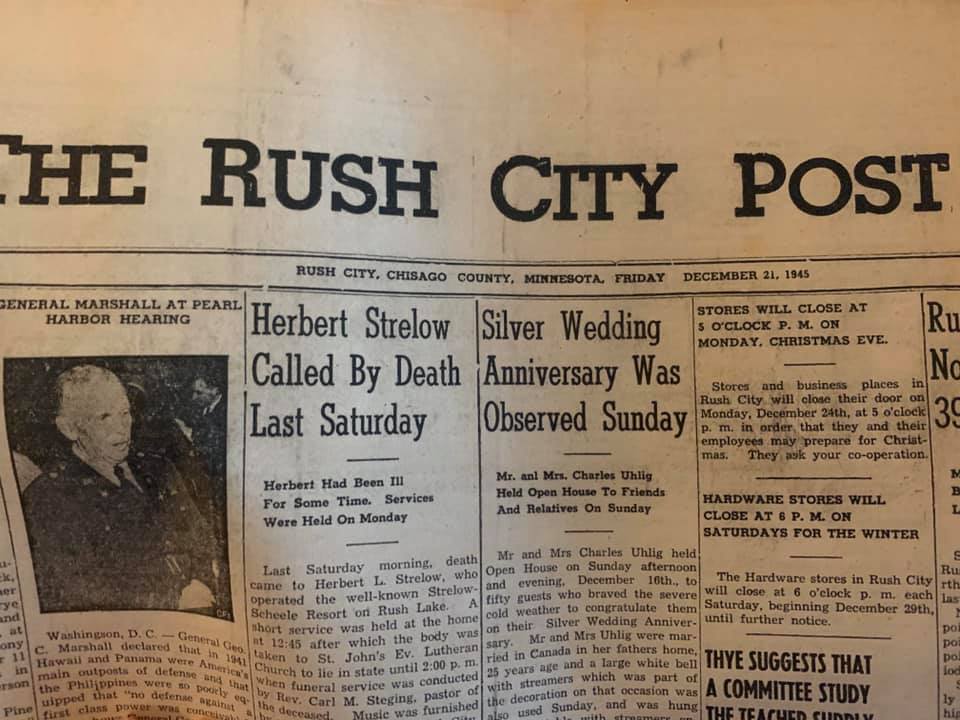 THE RUSH CITY POST
RUSH CITY, CHISAGO COUNTY, MINNESOTA, FRIDAY DECEMBER 21, 1945
GENERAL MARSHALL AT PEARL
HARBOR HEARING
Washington, D. C. — General Geo.
C. Marshall declared that in 1941
Hawaii and Panama were America's
main outposts of defense and that
the Philippines were so poorly eq-
uipped that "no defense against a
first class power was
Herbert Strelow
Called By Death
Last Saturday
Herbert Had Been Ill
For Some Time. Services
Were Held On Monday
Last Saturday morning, death
came to Herbert L. Strelow, who
operated the well-known Strelow-
Scheele Resort on Rush Lake. A
short service was held at the home
at 12:45 after which the body was
taken to St. John's Ev. Lutheran
Church to lie in state until 2:00 p. m.
when funeral service was conducted
by Rev. Carl M. Steging, pastor of
the deceased. Music was furnished
Silver Wedding
Anniversary Was
Observed Sunday
Mr. anl Mrs. Charles Uhlig
Held Open House To Friends
And Relatives On Sunday
Mr and Mrs Charles Uhlig held
Open House on Sunday afternoon
and evening, December 16th., to
fifty guests who braved the severe
cold weather to congratulate them
on their Silver Wedding Anniver-
sary. Mr and Mrs Uhlig were mar-
ried in Canada in her fathers home,
25 years age and a large white bell
with streamers which was part of
the decoration on that occasion was
also used Sunday, and was hung
with streamers on
STORES WILL CLOSE AT
5 O'CLOCK P. M. ON
MONDAY, CHRISTMAS EVE.
Stores and business places in
Rush City will close their door on
Monday, December 24th, at 5 o'clock
p. m. in order that they and their
employees may prepare for Christ-
mas. They ask your co-operation.
HARDWARE STORES WILL
CLOSE AT 6 P. M. ON
SATURDAYS FOR THE WINTER
The Hardware stores in Rush City
will close at 6 o'clock p. m. each
Saturday, beginning December 29th,
until further notice.
THYE SUGGESTS THAT
A COMMITTEE STUDY
THE TEACHER SUPPLY
Ru
No
39